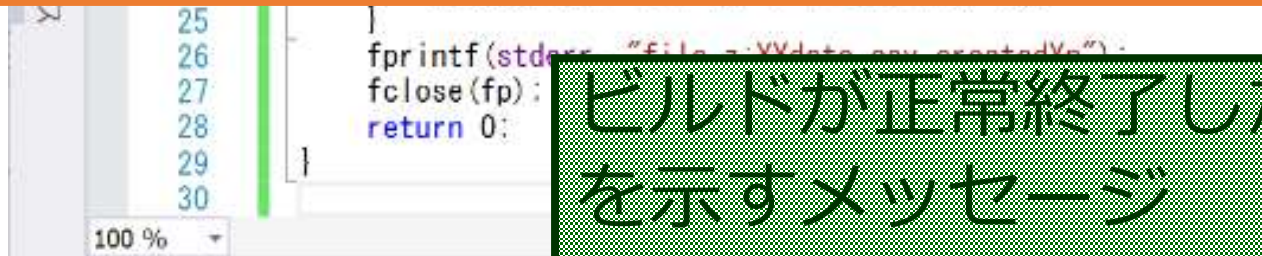 25 }
26 fprintf(stderr, "file z:¥¥data.csv created¥n");
27 fclose(fp);
28 return 0;
29 }
30
100 %
ビルドが正常終了した
を示すメッセージ